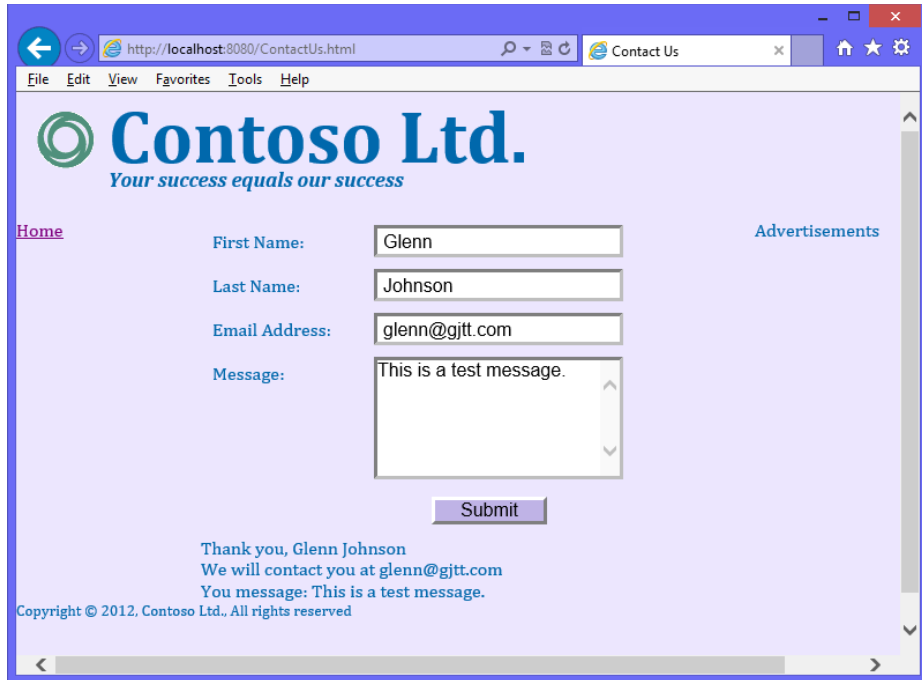 http://localhost:8080/ContactUs.html
Contact Us
File Edit View Favorites Tools Help
Contoso Ltd.
Your success equals our success
Home
Advertisements
First Name: Glenn
Last Name: Johnson
Email Address: glenn@gjtt.com
Message: This is a test message.
Submit
Thank you, Glenn Johnson
We will contact you at glenn@gjtt.com
You message: This is a test message.
Copyright © 2012, Contoso Ltd., All rights reserved